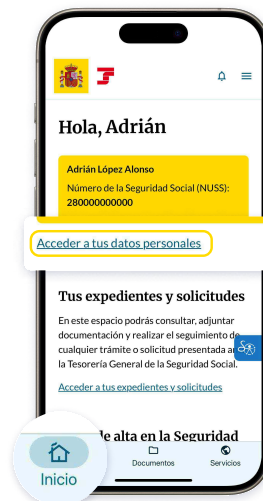 Hola, Adrián
Adrián López Alonso
Número de la Seguridad Social (NUSS):
280000000000
Acceder a tus datos personales
Tus expedientes y solicitudes
En este espacio podrás consultar, adjuntar
documentación y realizar el seguimiento de
cualquier trámite o solicitud presentada
la Tesorería General de la Seguridad Social.
Acceder a tus expedientes y solicitudes
de alta en la Seguridad
Inicio
Documentos
Servicios